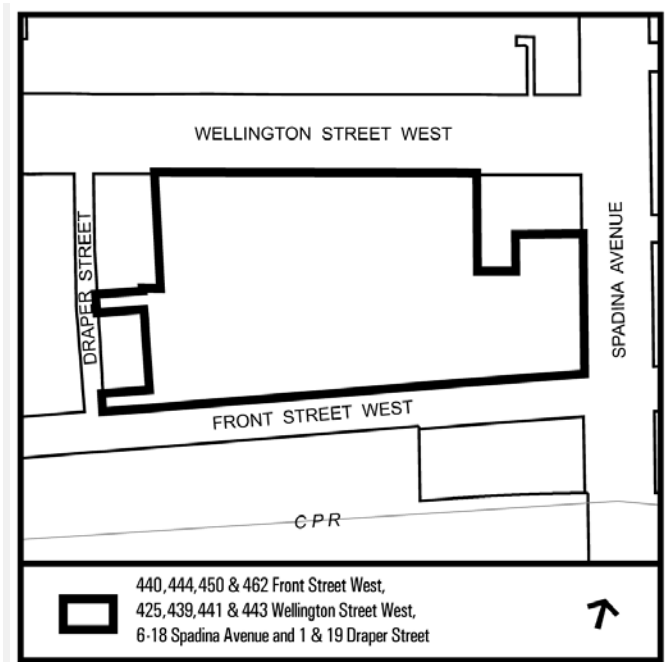 WELLINGTON STREET WEST
DRAPER STREET
SPADINA AVENUE
FRONT STREET WEST
CPR
440, 444, 450 & 462 Front Street West,
425, 439, 441 & 443 Wellington Street West,
6-18 Spadina Avenue and 1 & 19 Draper Street